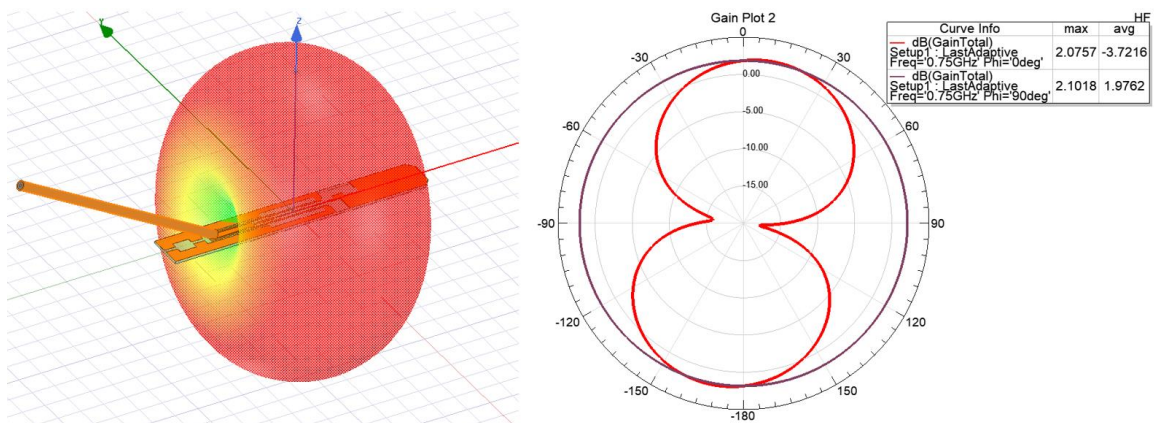 Y
Z
Gain Plot 2
HF
Curve Info
max
avg
dB(GainTotal)
Setup1 : LastAdaptive
Freq='0.75GHz' Phi='0deg'
2.0757
-3.7216
dB(GainTotal)
Setup1 : LastAdaptive
Freq='0.75GHz' Phi='90deg'
2.1018
1.9762
0
-30
30
0.00
-60
60
-5.00
-10.00
-15.00
-90
90
-120
120
-150
150
-180